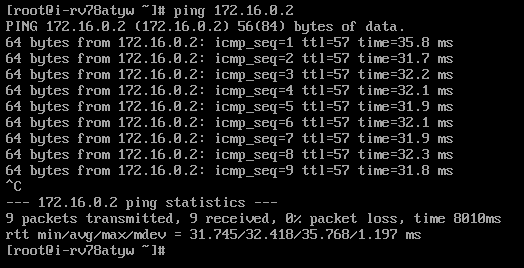 [root@i-rv78atyw ~]# ping 172.16.0.2
PING 172.16.0.2 (172.16.0.2) 56(84) bytes of data.
64 bytes from 172.16.0.2: icmp_seq=1 ttl=57 time=35.8 ms
64 bytes from 172.16.0.2: icmp_seq=2 ttl=57 time=31.7 ms
64 bytes from 172.16.0.2: icmp_seq=3 ttl=57 time=32.2 ms
64 bytes from 172.16.0.2: icmp_seq=4 ttl=57 time=32.1 ms
64 bytes from 172.16.0.2: icmp_seq=5 ttl=57 time=31.9 ms
64 bytes from 172.16.0.2: icmp_seq=6 ttl=57 time=32.1 ms
64 bytes from 172.16.0.2: icmp_seq=7 ttl=57 time=31.9 ms
64 bytes from 172.16.0.2: icmp_seq=8 ttl=57 time=32.3 ms
64 bytes from 172.16.0.2: icmp_seq=9 ttl=57 time=31.8 ms
^C
--- 172.16.0.2 ping statistics ---
9 packets transmitted, 9 received, 0% packet loss, time 8010ms
rtt min/avg/max/mdev = 31.745/32.418/35.768/1.197 ms
[root@i-rv78atyw ~]#